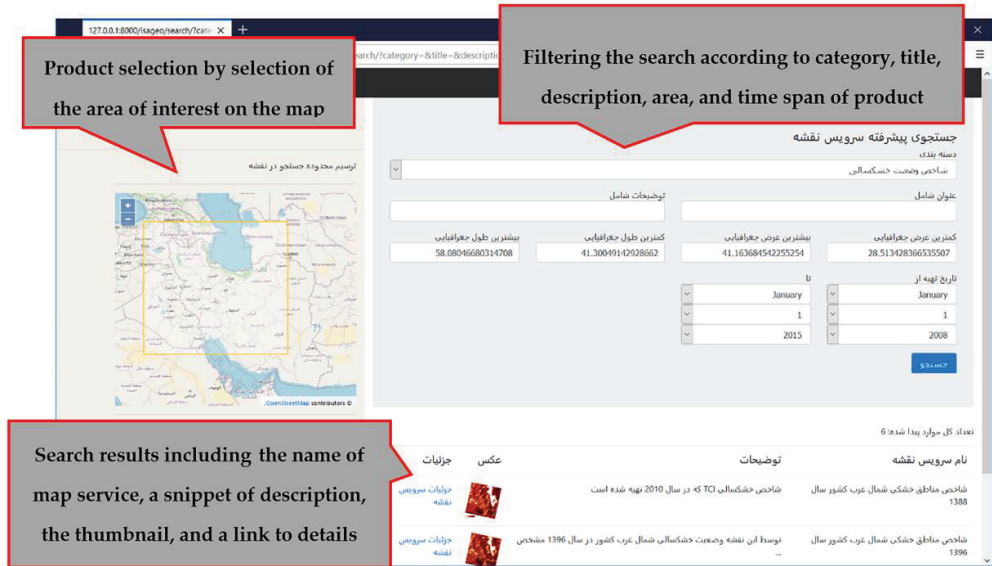 127.0.0.1:8000/isageo/search/?cate
Product selection by selection of
the area of interest on the map
arch/?category=&title=&descriptio
Filtering the search according to category, title,
description, area, and time span of product
جستجوی پیشرفته سرویس نقشه
دسته بندی
شاخص وضعیت خشکسالی
عنوان شامل
توضیحات شامل
کمترین عرض جغرافیایی
بیشترین عرض جغرافیایی
کمترین طول جغرافیایی
بیشترین طول جغرافیایی
28.513428366535507
41.163684542255254
41.30049142928662
58.08046680314708
تاریخ تهیه از
تا
January
January
1
1
2008
2015
جستجو
ترسیم محدوده جستجو در نقشه
+
−
OpenStreetMap contributors ©
تعداد کل موارد پیدا شده: 6
نام سرویس نقشه
توضیحات
عکس
جزئیات
شاخص مناطق خشکی شمال غرب کشور سال
1388
شاخص خشکسالی TCI که در سال 2010 تهیه شده است
جزئیات سرویس
نقشه
شاخص مناطق خشکی شمال غرب کشور سال
1396
توسط این نقشه وضعیت خشکسالی شمال غرب کشور در سال 1396 مشخص
...
جزئیات سرویس
نقشه
Search results including the name of
map service, a snippet of description,
the thumbnail, and a link to details